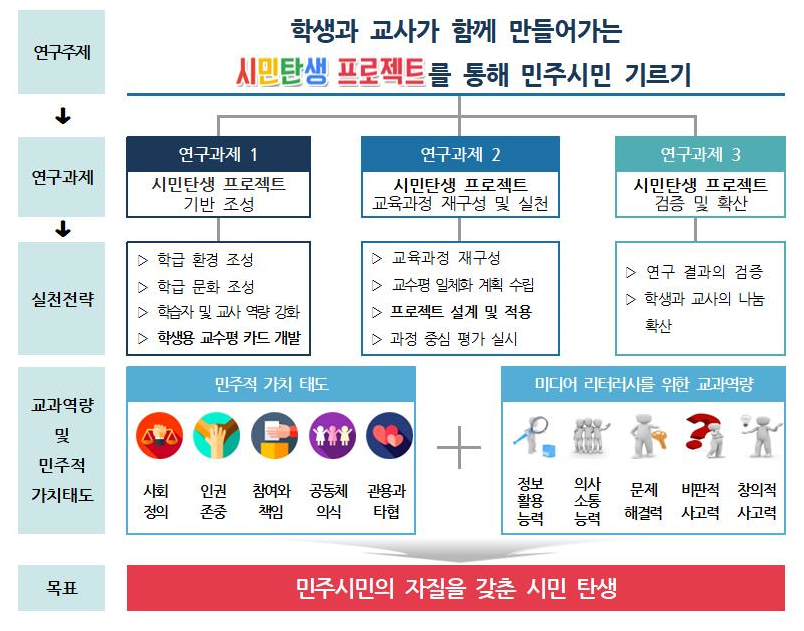 연구주제
학생과 교사가 함께 만들어가는
시민탄생 프로젝트를 통해 민주시민 기르기
연구과제
연구과제 1
시민탄생 프로젝트
기반 조성
연구과제 2
시민탄생 프로젝트
교육과정 재구성 및 실천
연구과제 3
시민탄생 프로젝트
검증 및 확산
실천전략
▷ 학급 환경 조성
▷ 학급 문화 조성
▷ 학습자 및 교사 역량 강화
▷ 학생용 교수평 카드 개발
▷ 교육과정 재구성
▷ 교수평 일체화 계획 수립
▷ 프로젝트 설계 및 적용
▷ 과정 중심 평가 실시
▷ 연구 결과의 검증
▷ 학생과 교사의 나눔
확산
교과역량
및
민주적
가치태도
민주적 가치 태도
사회
정의
인권
존중
참여와
책임
공동체
의식
관용과
타협
미디어 리터러시를 위한 교과역량
정보
활용
능력
의사
소통
능력
문제
해결력
비판적
사고력
창의적
사고력
목표
민주시민의 자질을 갖춘 시민 탄생